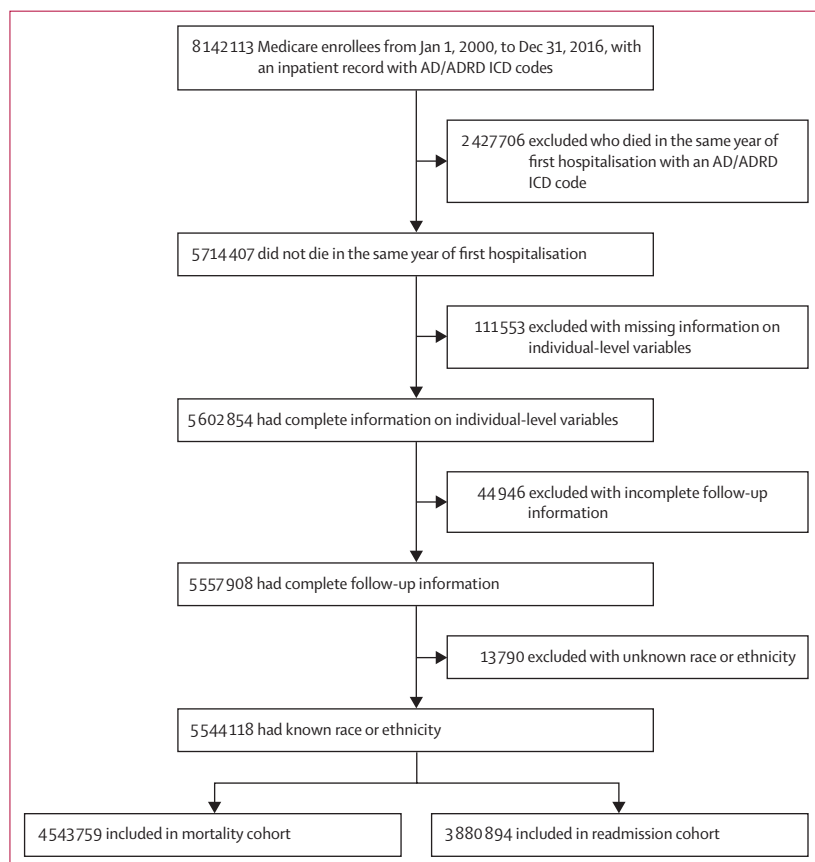 8142113 Medicare enrollees from Jan 1, 2000, to Dec 31, 2016, with
an inpatient record with AD/ADRD ICD codes
2427706 excluded who died in the same year of
first hospitalisation with an AD/ADRD
ICD code
5714407 did not die in the same year of first hospitalisation
111553 excluded with missing information on
individual-level variables
5602854 had complete information on individual-level variables
44946 excluded with incomplete follow-up
information
5557908 had complete follow-up information
13790 excluded with unknown race or ethnicity
5544118 had known race or ethnicity
4543759 included in mortality cohort
3880894 included in readmission cohort